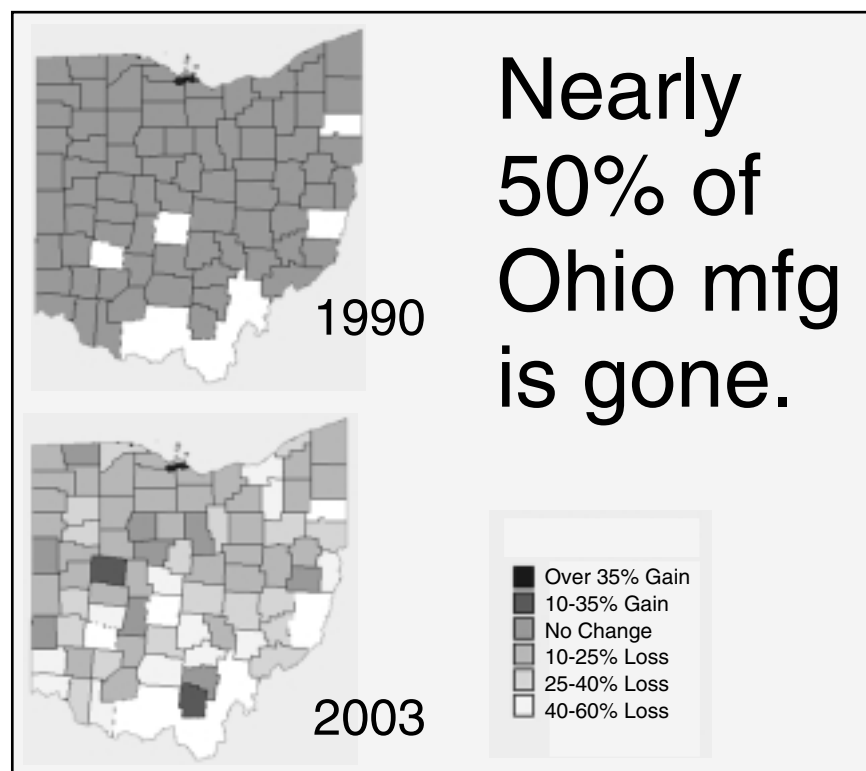 Nearly
50% of
Ohio mfg
is gone.
1990
2003
Over 35% Gain
10-35% Gain
No Change
10-25% Loss
25-40% Loss
40-60% Loss